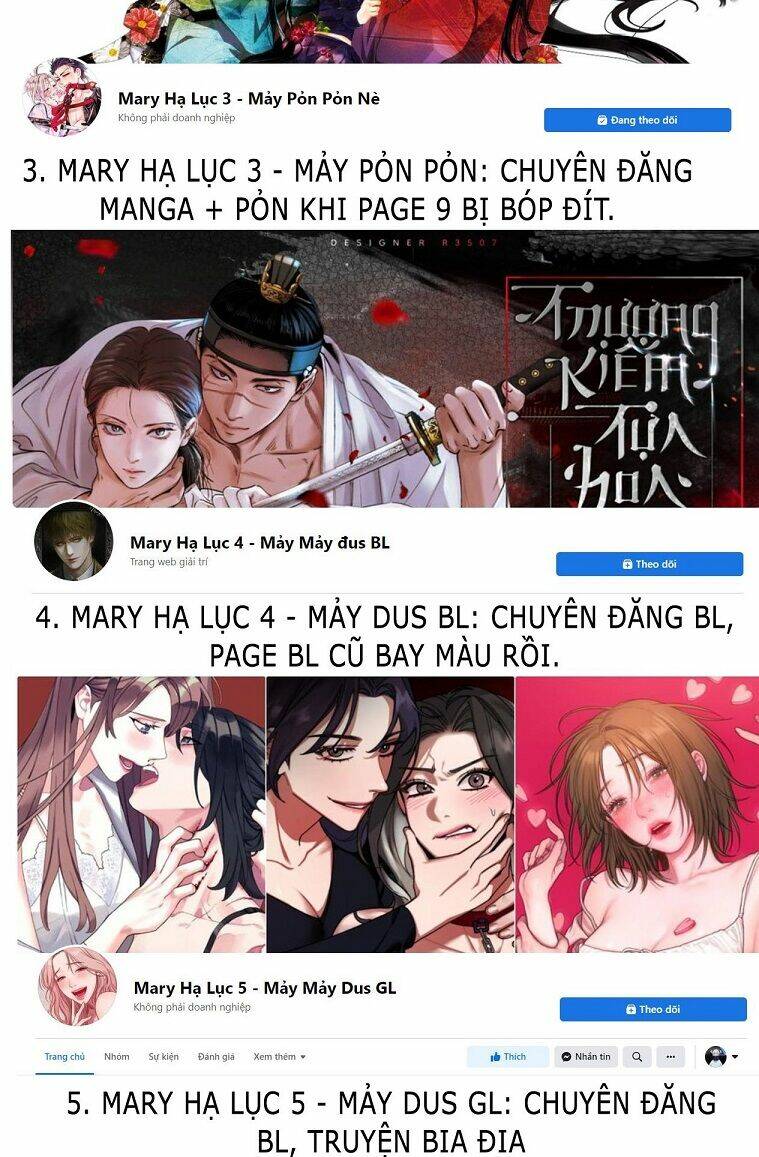 Mary Hạ Lục 3 - Mảy Pỏn Pỏn Nè
Không phải doanh nghiệp
Đang theo dõi
3. MARY HẠ LỤC 3 - MẢY PỎN PỎN: CHUYÊN ĐĂNG
MANGA + PỎN KHI PAGE 9 BỊ BÓP ĐÍT.
DESIGNER R3507
Trượng
Kiếm
Tựa
Hoa
Mary Hạ Lục 4 - Mảy Mảy đus BL
Trang web giải trí
Theo dõi
4. MARY HẠ LỤC 4 - MẢY DUS BL: CHUYÊN ĐĂNG BL,
PAGE BL CŨ BAY MÀU RỒI.
Mary Hạ Lục 5 - Mảy Mảy Dus GL
Không phải doanh nghiệp
Theo dõi
Trang chủ Nhóm Sự kiện Đánh giá Xem thêm Thích Nhắn tin
5. MARY HẠ LỤC 5 - MẢY DUS GL: CHUYÊN ĐĂNG
BL, TRUYỆN BIA ĐIA